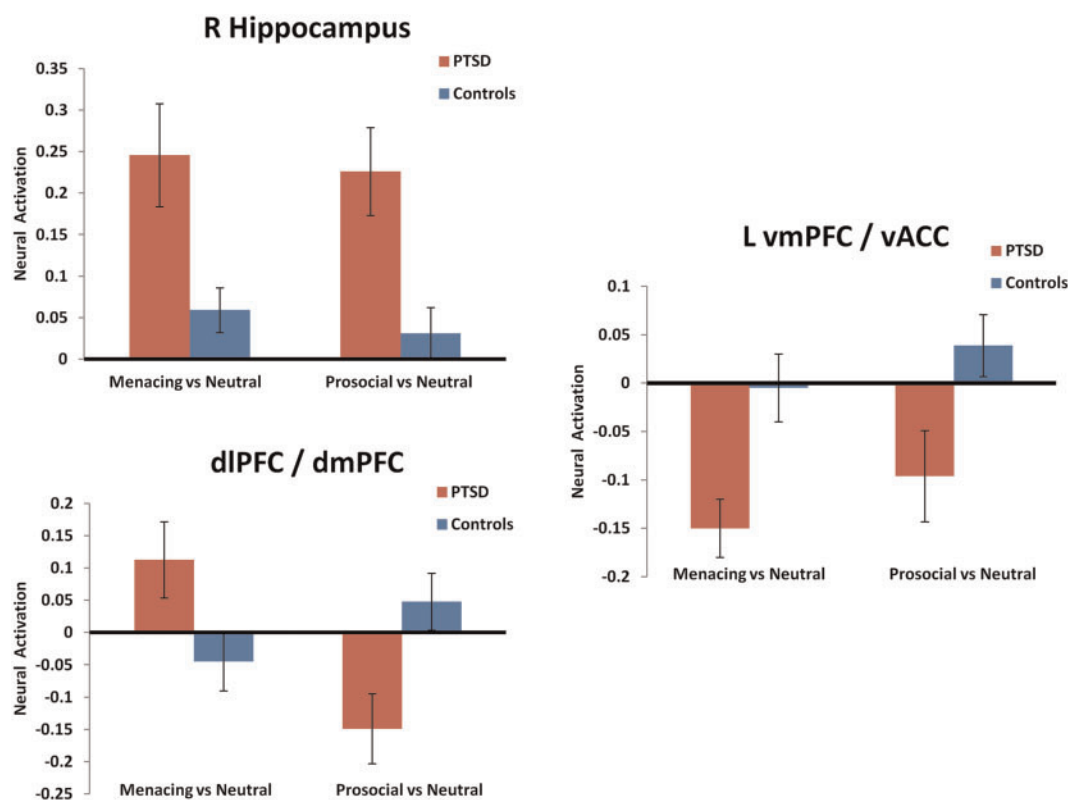 R Hippocampus
PTSD
Controls
0.35
0.3
0.25
0.2
0.15
0.1
0.05
0
Neural Activation
Menacing vs Neutral
Prosocial vs Neutral
L vmPFC / vACC
PTSD
Controls
0.1
0.05
0
-0.05
-0.1
-0.15
-0.2
Neural Activation
Menacing vs Neutral
Prosocial vs Neutral
dlPFC / dmPFC
PTSD
Controls
0.2
0.15
0.1
0.05
0
-0.05
-0.1
-0.15
-0.2
-0.25
Neural Activation
Menacing vs Neutral
Prosocial vs Neutral